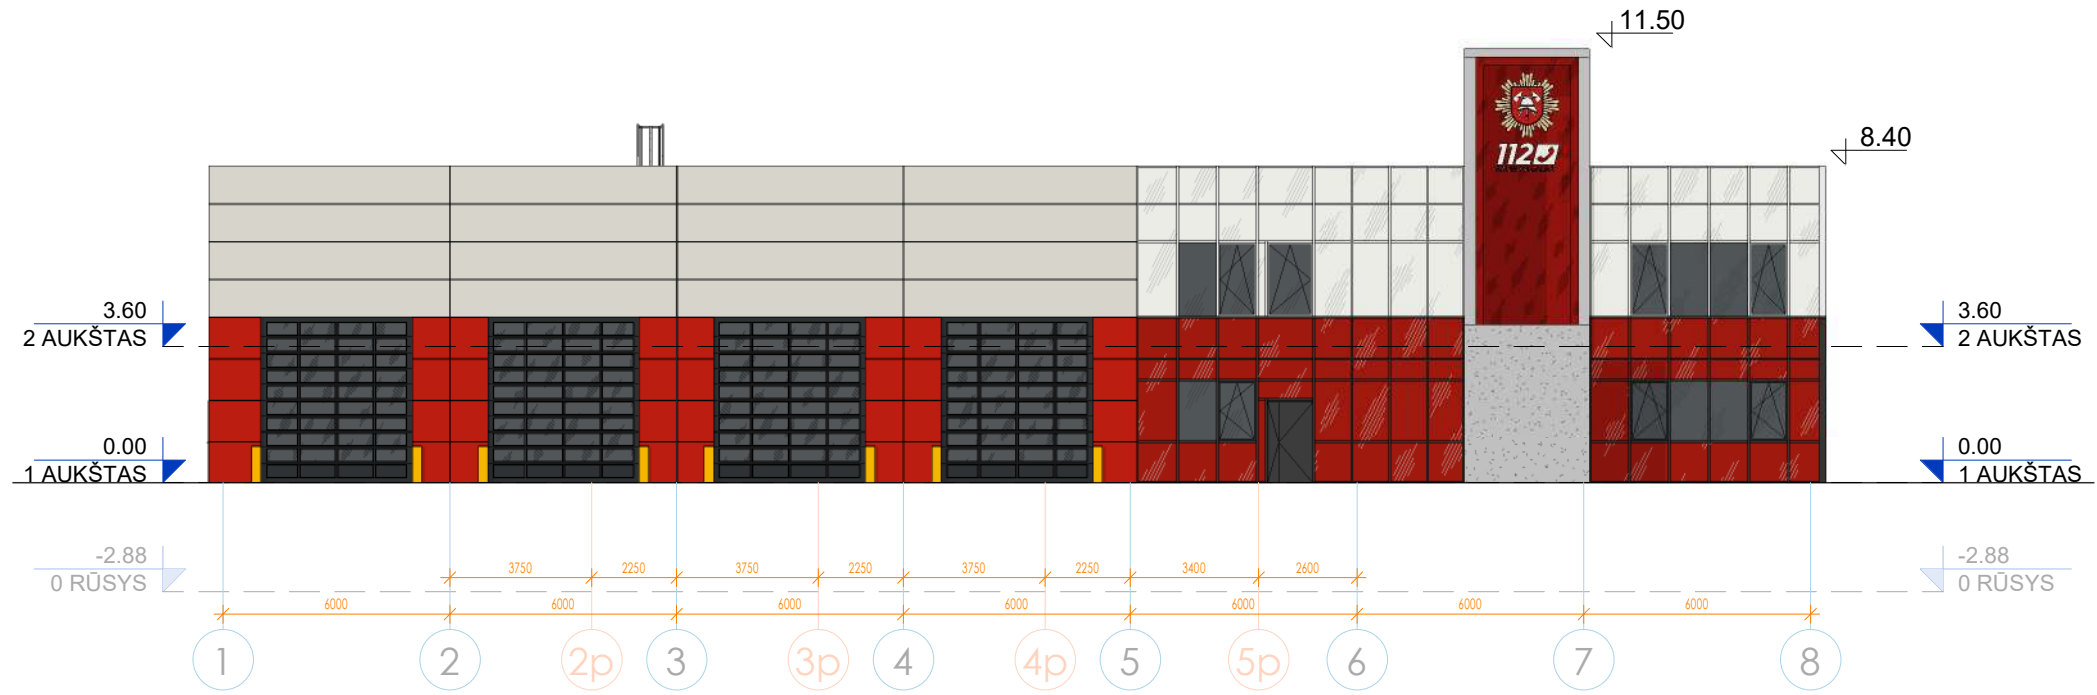 11.50
112
8.40
3.60
2 AUKŠTAS
3.60
2 AUKŠTAS
0.00
1 AUKŠTAS
0.00
1 AUKŠTAS
-2.88
0 RŪSYS
-2.88
0 RŪSYS
3750 2250 3750 2250 3750 2250 3400 2600
6000 6000 6000 6000 6000 6000 6000
1 2 2p 3 3p 4 4p 5 5p 6 7 8